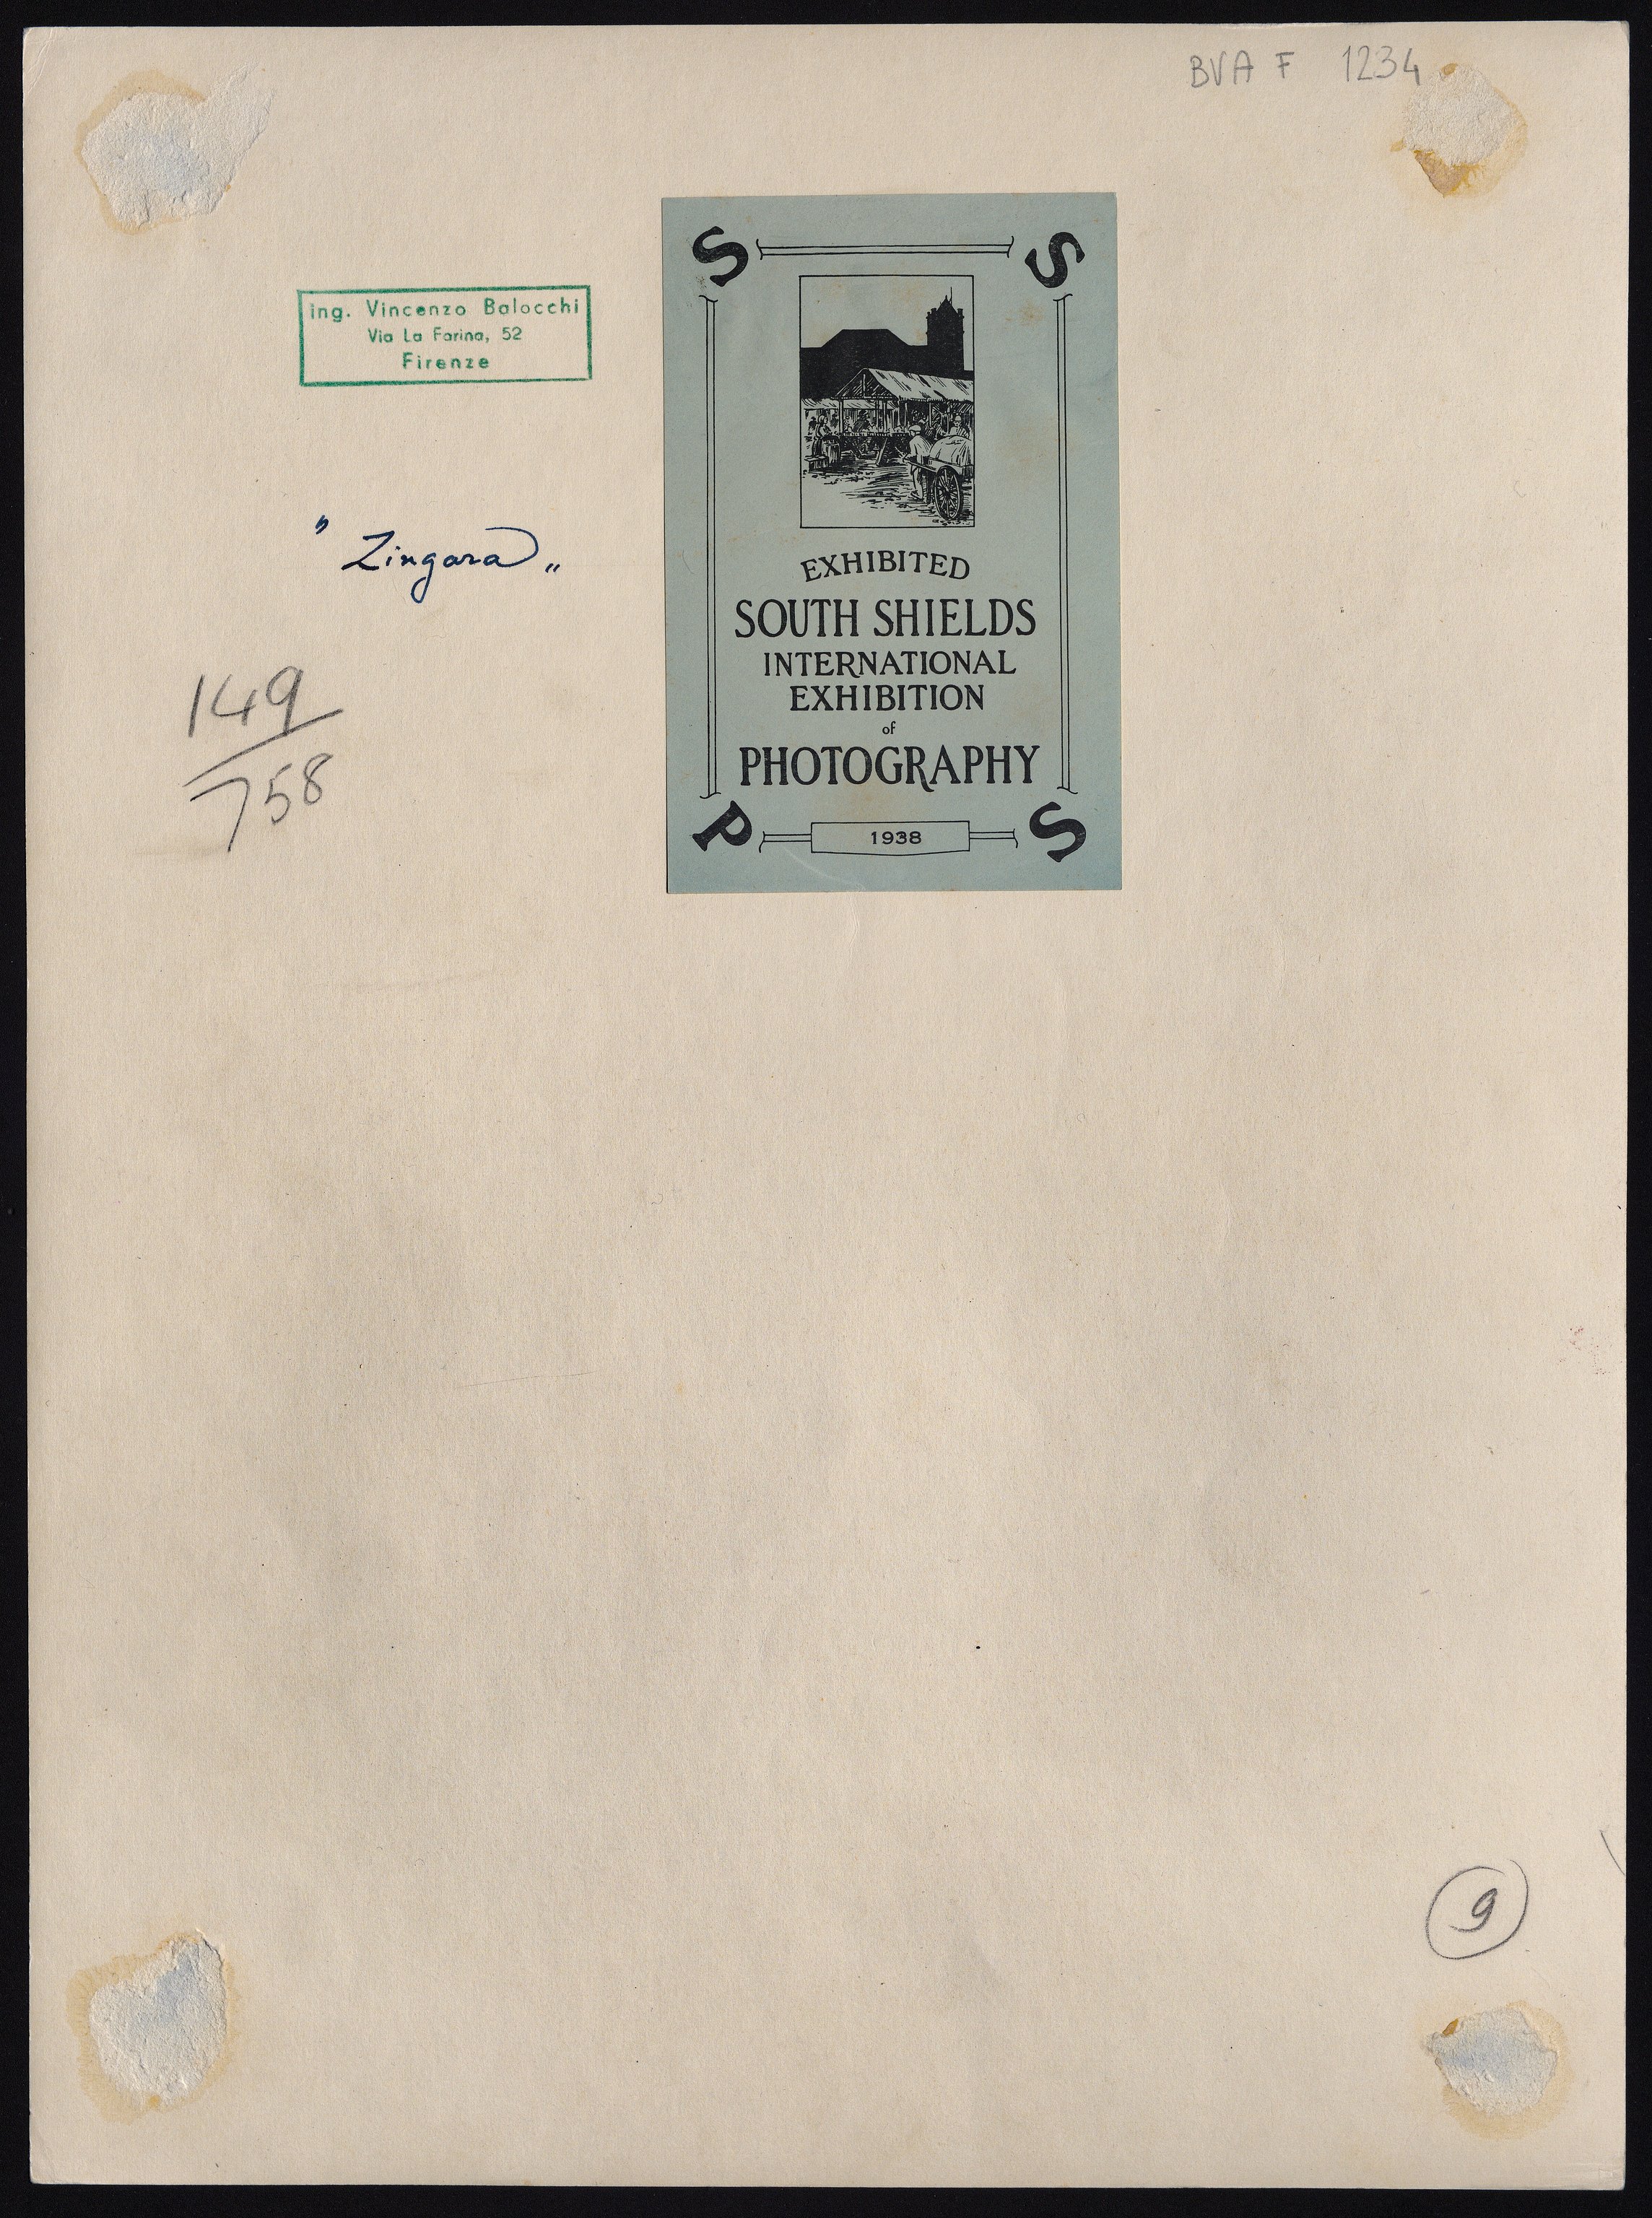 BVA F 1234
ing. Vincenzo Balocchi
Via La Farina, 52
Firenze
" Zingara „
149
758
S S
EXHIBITED
SOUTH SHIELDS
INTERNATIONAL
EXHIBITION
of
PHOTOGRAPHY
P 1938 S
9